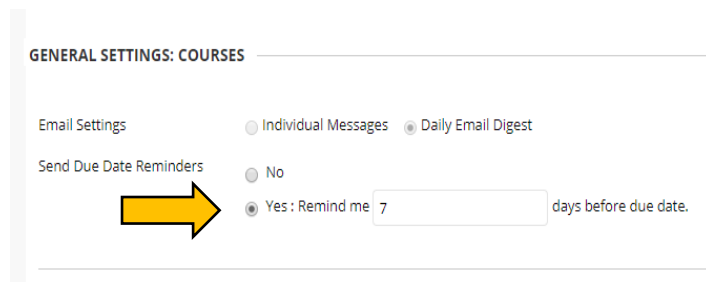 GENERAL SETTINGS: COURSES
Email Settings Individual Messages Daily Email Digest
Send Due Date Reminders No
Yes : Remind me 7 days before due date.